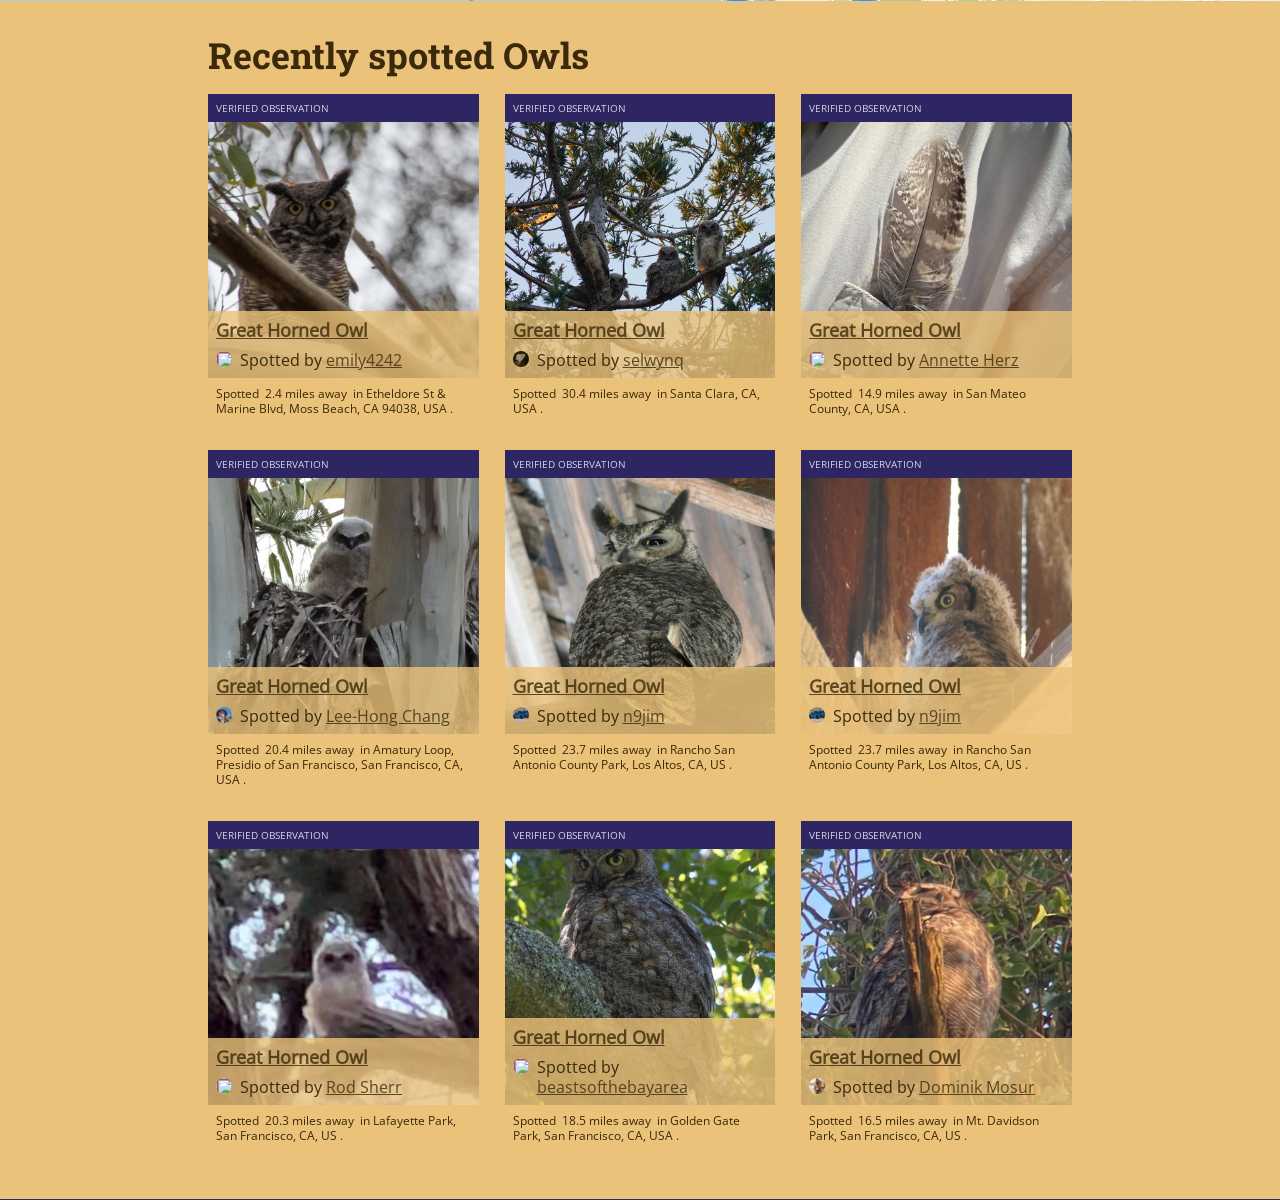 Recently spotted Owls
VERIFIED OBSERVATION
Great Horned Owl
Spotted by emily4242
Spotted 2.4 miles away in Etheldore St &
Marine Blvd, Moss Beach, CA 94038, USA .
VERIFIED OBSERVATION
Great Horned Owl
Spotted by selwynq
Spotted 30.4 miles away in Santa Clara, CA,
USA .
VERIFIED OBSERVATION
Great Horned Owl
Spotted by Annette Herz
Spotted 14.9 miles away in San Mateo
County, CA, USA .
VERIFIED OBSERVATION
Great Horned Owl
Spotted by Lee-Hong Chang
Spotted 20.4 miles away in Amatury Loop,
Presidio of San Francisco, San Francisco, CA,
USA .
VERIFIED OBSERVATION
Great Horned Owl
Spotted by n9jim
Spotted 23.7 miles away in Rancho San
Antonio County Park, Los Altos, CA, US .
VERIFIED OBSERVATION
Great Horned Owl
Spotted by n9jim
Spotted 23.7 miles away in Rancho San
Antonio County Park, Los Altos, CA, US .
VERIFIED OBSERVATION
Great Horned Owl
Spotted by Rod Sherr
Spotted 20.3 miles away in Lafayette Park,
San Francisco, CA, US .
VERIFIED OBSERVATION
Great Horned Owl
Spotted by
beastsofthebayarea
Spotted 18.5 miles away in Golden Gate
Park, San Francisco, CA, USA .
VERIFIED OBSERVATION
Great Horned Owl
Spotted by Dominik Mosur
Spotted 16.5 miles away in Mt. Davidson
Park, San Francisco, CA, US .